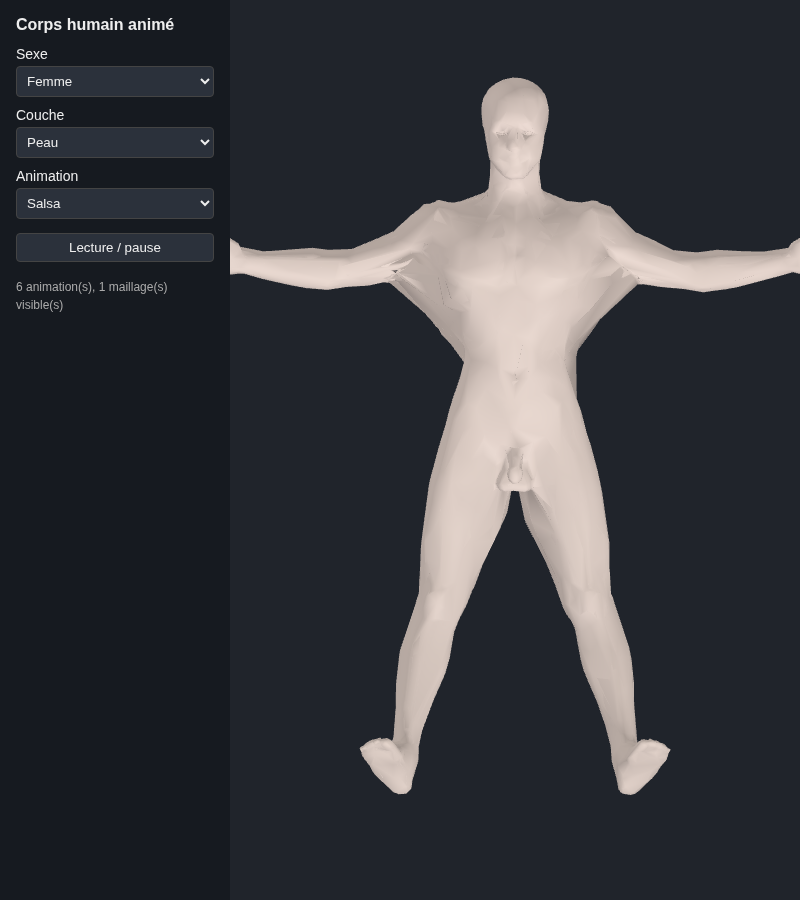 Corps humain animé
Sexe
Femme
Couche
Peau
Animation
Salsa
Lecture / pause
6 animation(s), 1 maillage(s)
visible(s)